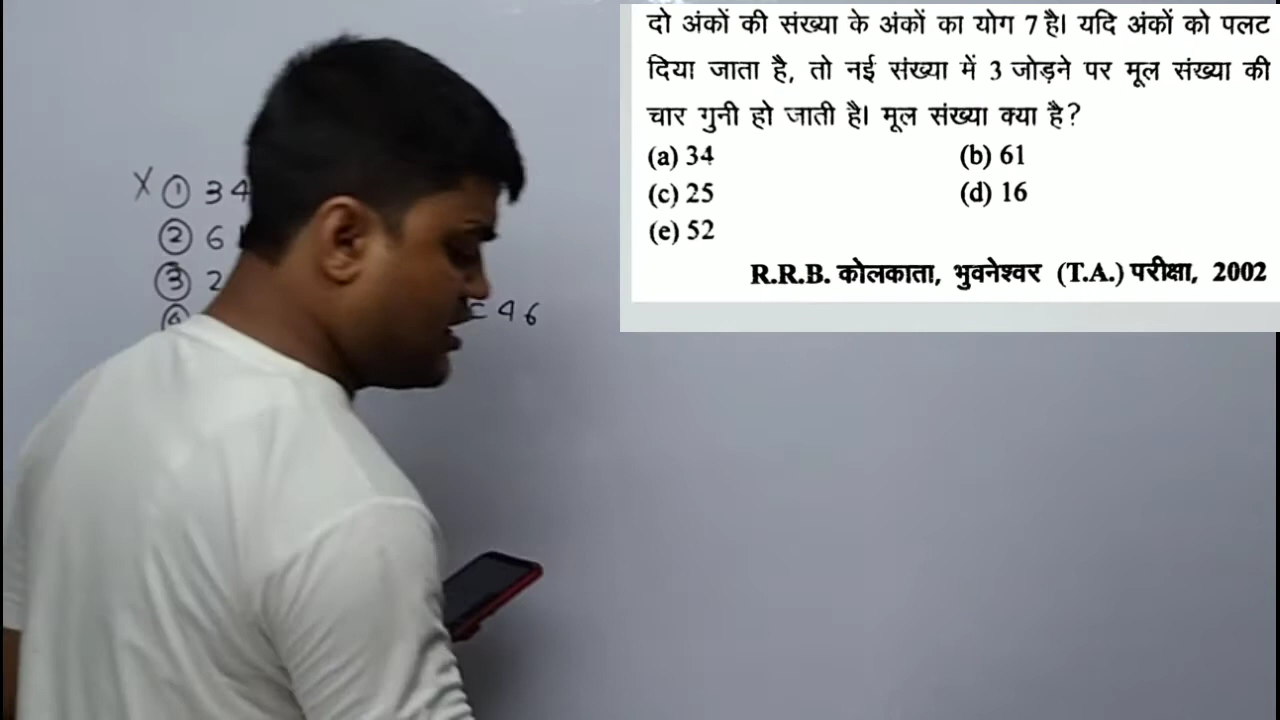 दो अंकों की संख्या के अंकों का योग 7 है। यदि अंकों को पलट
दिया जाता है, तो नई संख्या में 3 जोड़ने पर मूल संख्या की
चार गुनी हो जाती है। मूल संख्या क्या है?
(a) 34 (b) 61
(c) 25 (d) 16
(e) 52
R.R.B. कोलकाता, भुवनेश्वर (T.A.) परीक्षा, 2002
X ① 34
② 6
③ 2
④
= 46